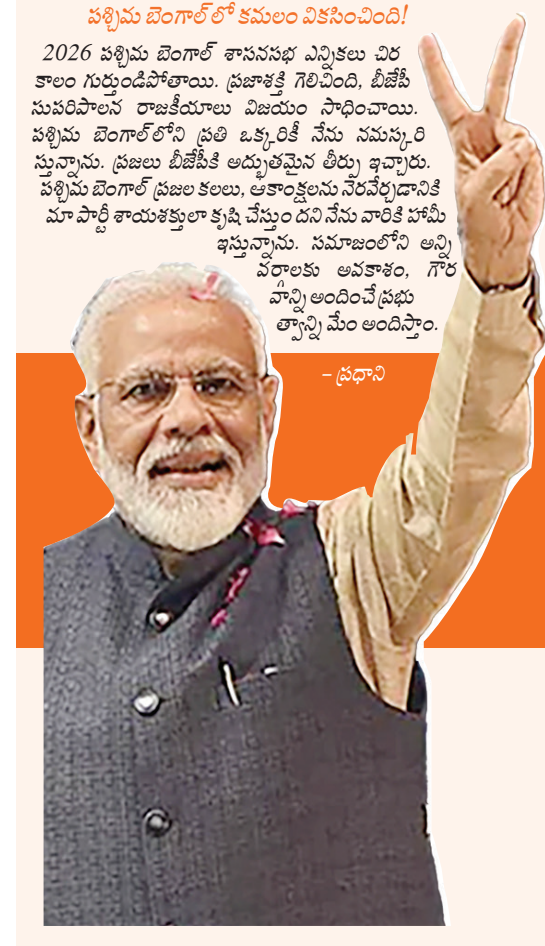 పశ్చిమ బెంగాల్‌లో కమలం వికసించింది!
2026 పశ్చిమ బెంగాల్ శాసనసభ ఎన్నికలు చిర
కాలం గుర్తుండిపోతాయి. ప్రజాశక్తి గెలిచింది, బీజేపీ
సుపరిపాలన రాజకీయాలు విజయం సాధించాయి.
పశ్చిమ బెంగాల్‌లోని ప్రతి ఒక్కరికీ నేను నమస్కరి
స్తున్నాను. ప్రజలు బీజేపీకి అద్భుతమైన తీర్పు ఇచ్చారు.
పశ్చిమ బెంగాల్ ప్రజల కలలు, ఆకాంక్షలను నెరవేర్చడానికి
మా పార్టీ శాయశక్తులా కృషి చేస్తుం దని నేను వారికి హామీ
ఇస్తున్నాను. సమాజంలోని అన్ని
వర్గాలకు అవకాశం, గౌర
వాన్ని అందించే ప్రభు
త్వాన్ని మేం అందిస్తాం.
– ప్రధాని